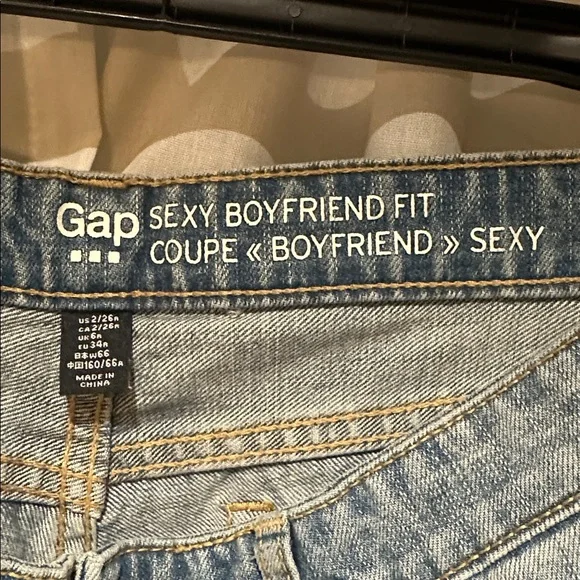 Gap SEXY BOYFRIEND FIT
COUPE « BOYFRIEND » SEXY
US 2/26R
CA 2/26R
UK 6R
EU 34R
日本 W66
中国 160/66A
MADE IN
CHINA